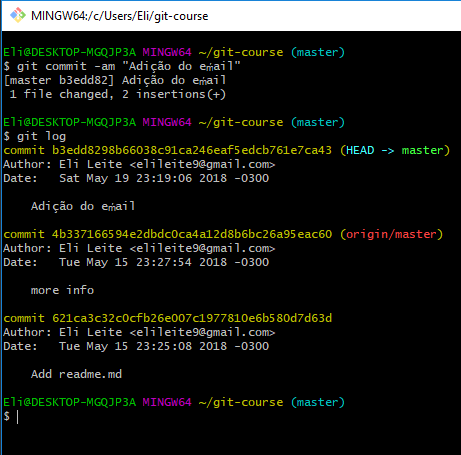 MINGW64:/c/Users/Eli/git-course
Eli@DESKTOP-MGQJP3A MINGW64 ~/git-course (master)
$ git commit -am "Adição do email"
[master b3edd82] Adição do email
1 file changed, 2 insertions(+)
Eli@DESKTOP-MGQJP3A MINGW64 ~/git-course (master)
$ git log
commit b3edd8298b66038c91ca246eaf5edcb761e7ca43 (HEAD -> master)
Author: Eli Leite <elileite9@gmail.com>
Date:   Sat May 19 23:19:06 2018 -0300
Adição do email
commit 4b337166594e2dbdc0ca4a12d8b6bc26a95eac60 (origin/master)
Author: Eli Leite <elileite9@gmail.com>
Date:   Tue May 15 23:27:54 2018 -0300
more info
commit 621ca3c32c0cfb26e007c1977810e6b580d7d63d
Author: Eli Leite <elileite9@gmail.com>
Date:   Tue May 15 23:25:08 2018 -0300
Add readme.md
Eli@DESKTOP-MGQJP3A MINGW64 ~/git-course (master)
$